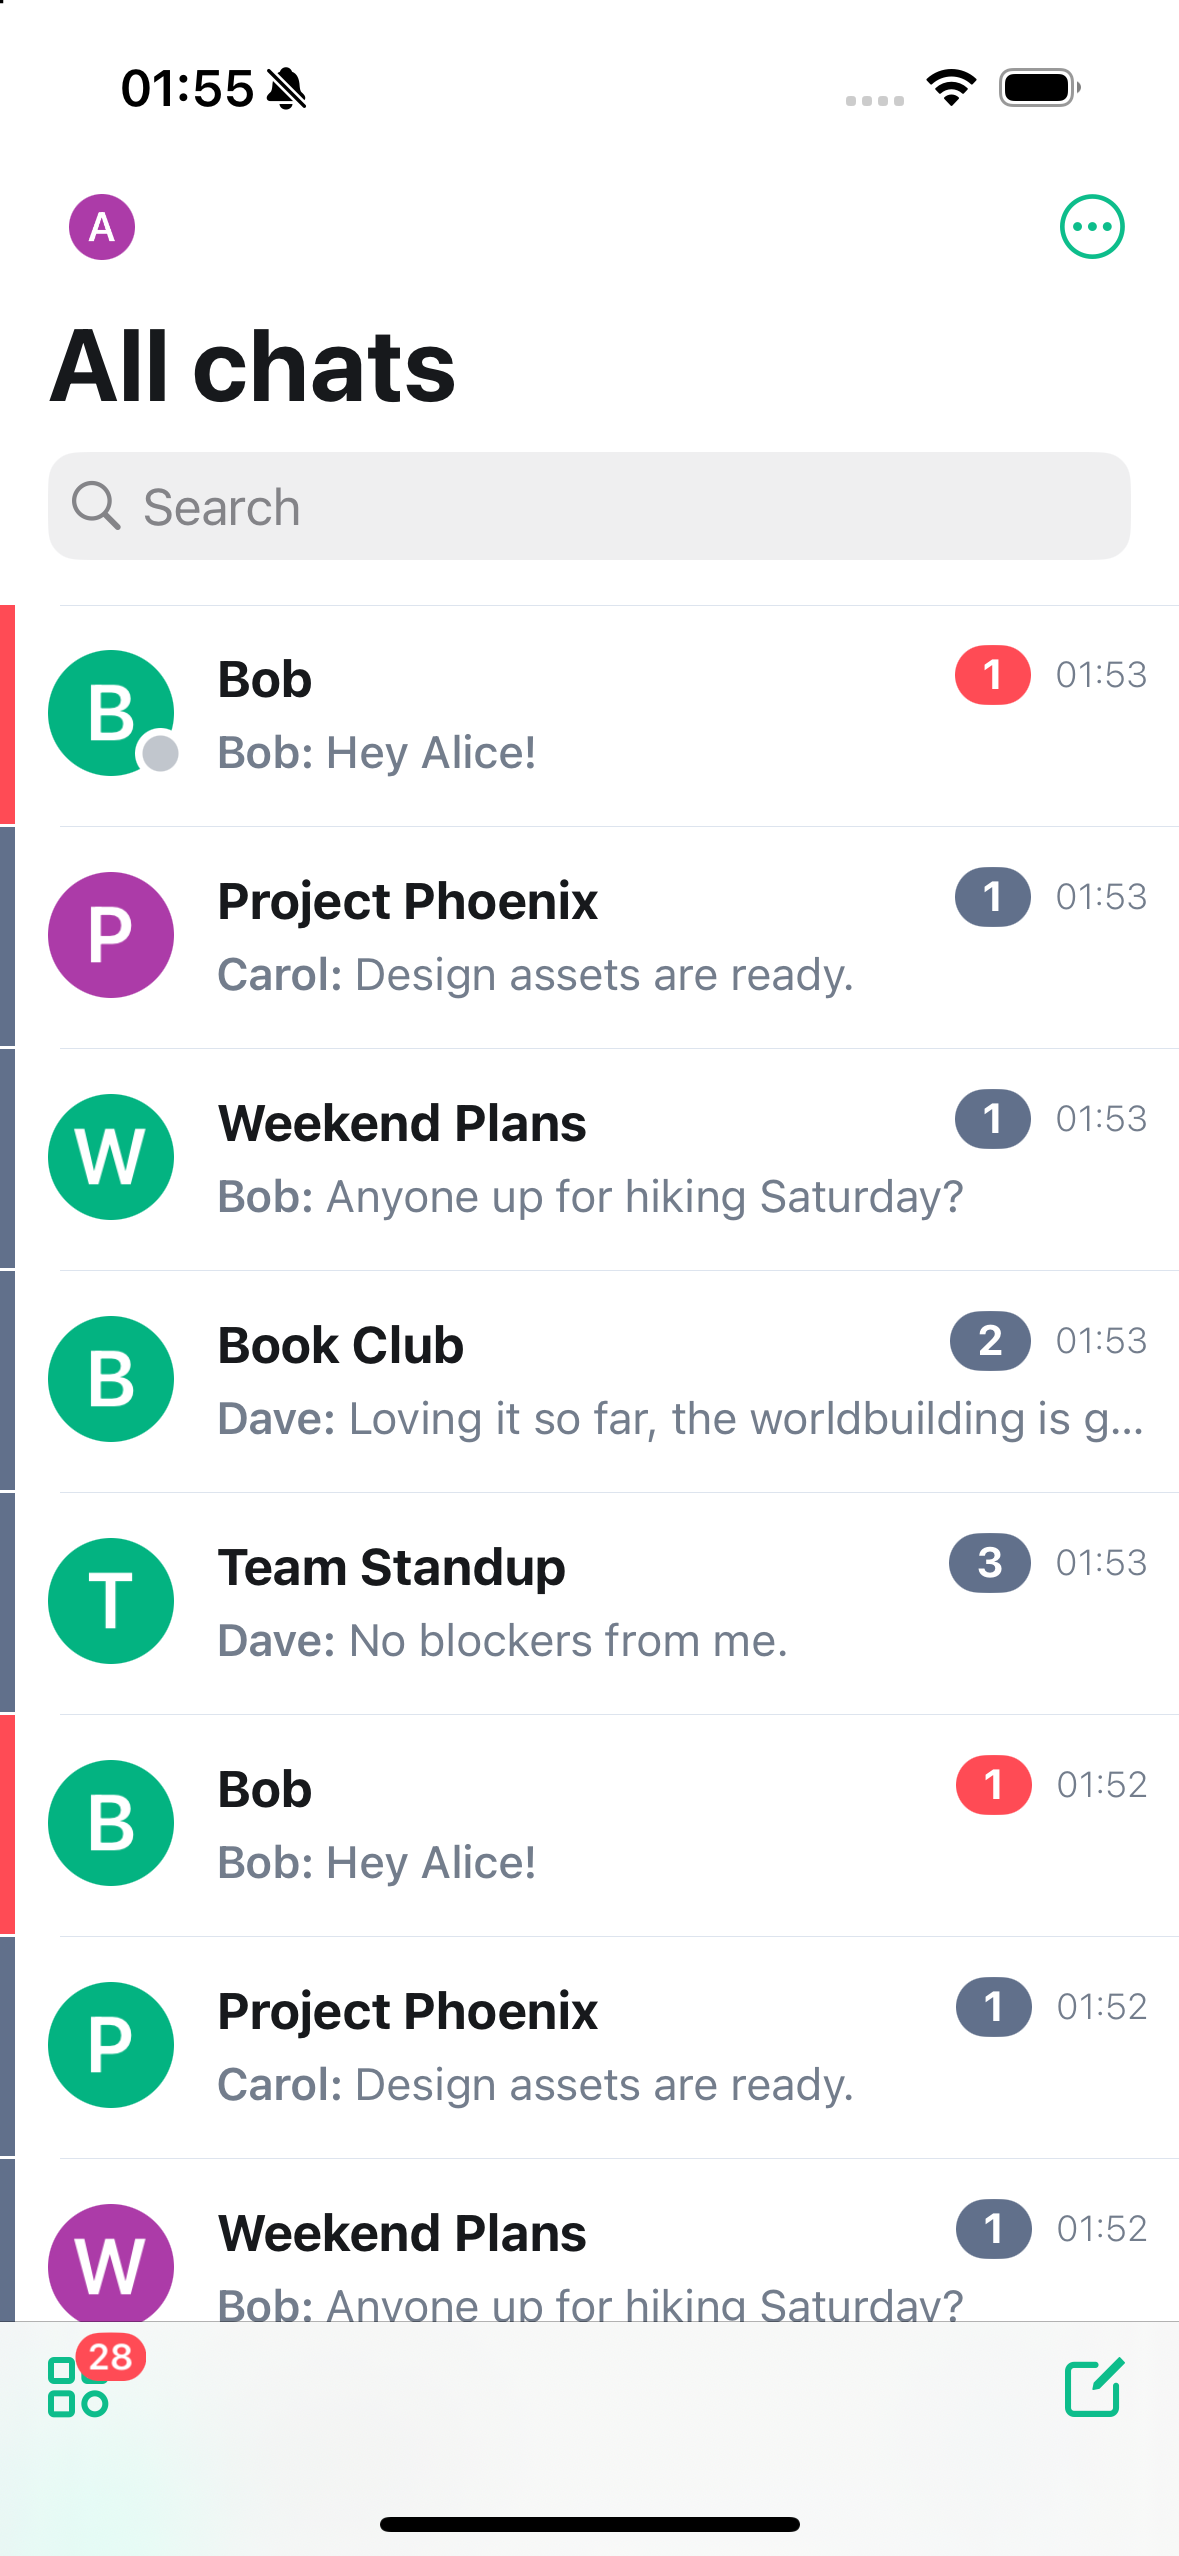 01:55
A
All chats
Search
B
Bob
1
01:53
Bob: Hey Alice!
P
Project Phoenix
1
01:53
Carol: Design assets are ready.
W
Weekend Plans
1
01:53
Bob: Anyone up for hiking Saturday?
B
Book Club
2
01:53
Dave: Loving it so far, the worldbuilding is g...
T
Team Standup
3
01:53
Dave: No blockers from me.
B
Bob
1
01:52
Bob: Hey Alice!
P
Project Phoenix
1
01:52
Carol: Design assets are ready.
W
Weekend Plans
1
01:52
Bob: Anyone up for hiking Saturday?
28